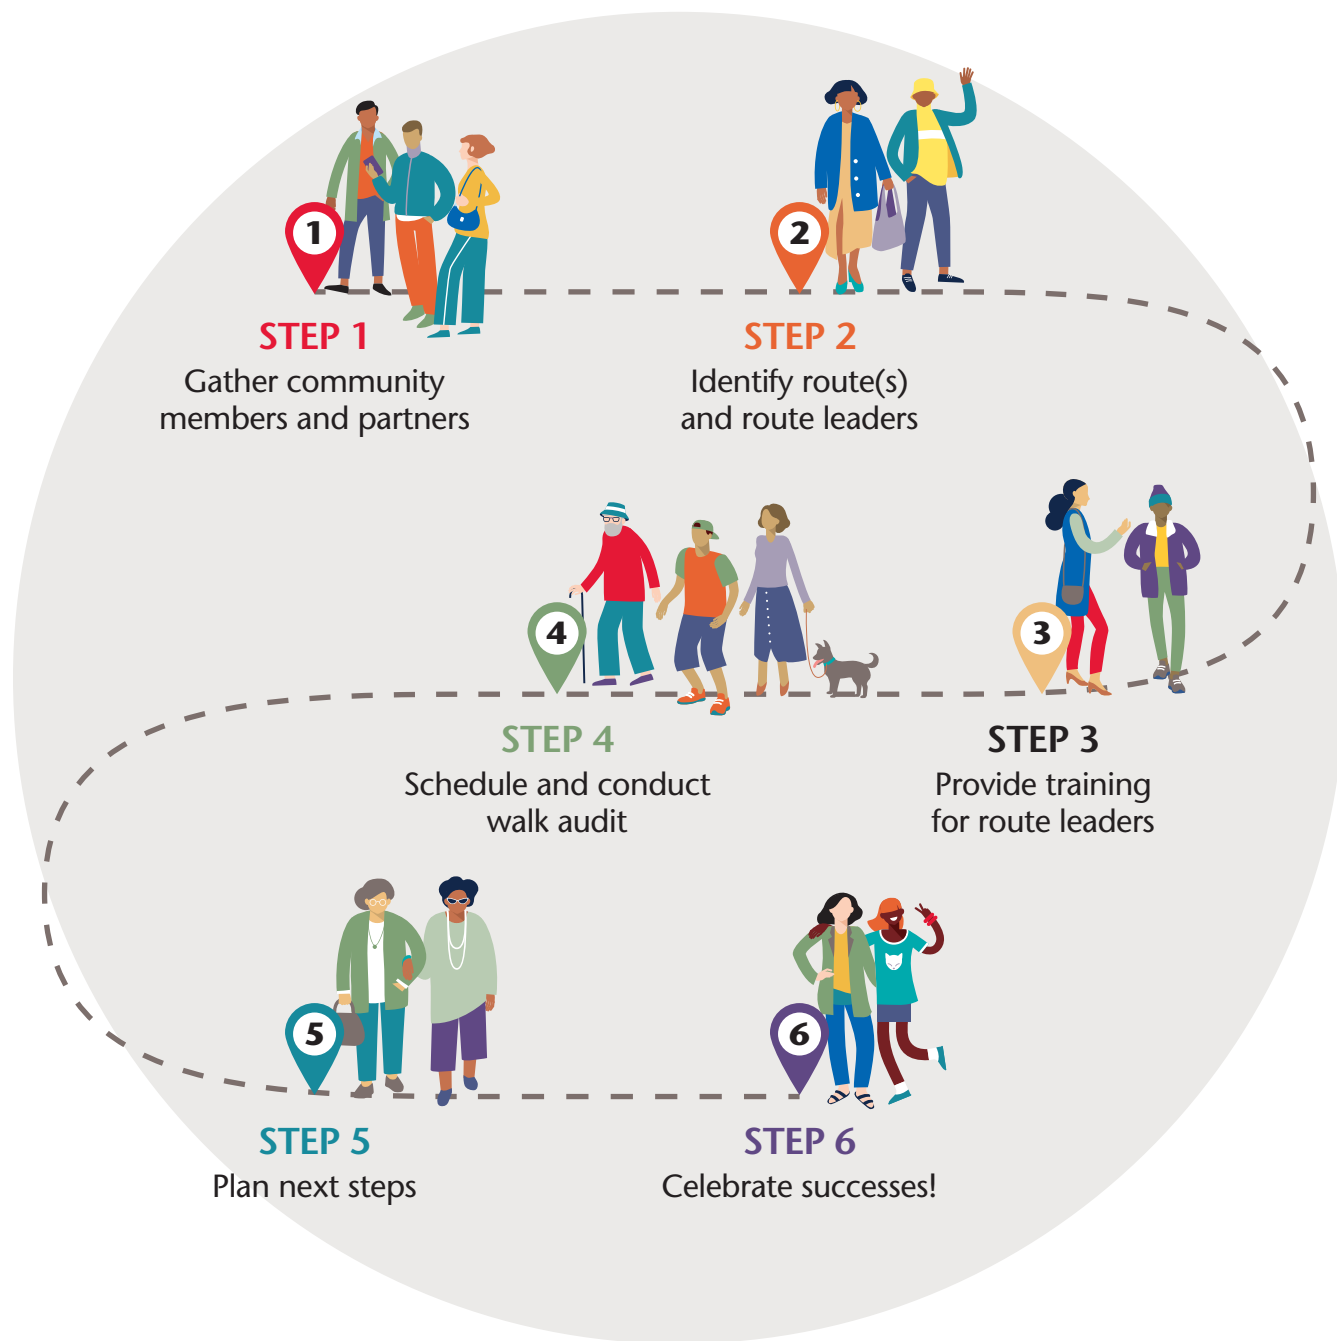 1
STEP 1
Gather community
members and partners
2
STEP 2
Identify route(s)
and route leaders
3
STEP 3
Provide training
for route leaders
4
STEP 4
Schedule and conduct
walk audit
5
STEP 5
Plan next steps
6
STEP 6
Celebrate successes!